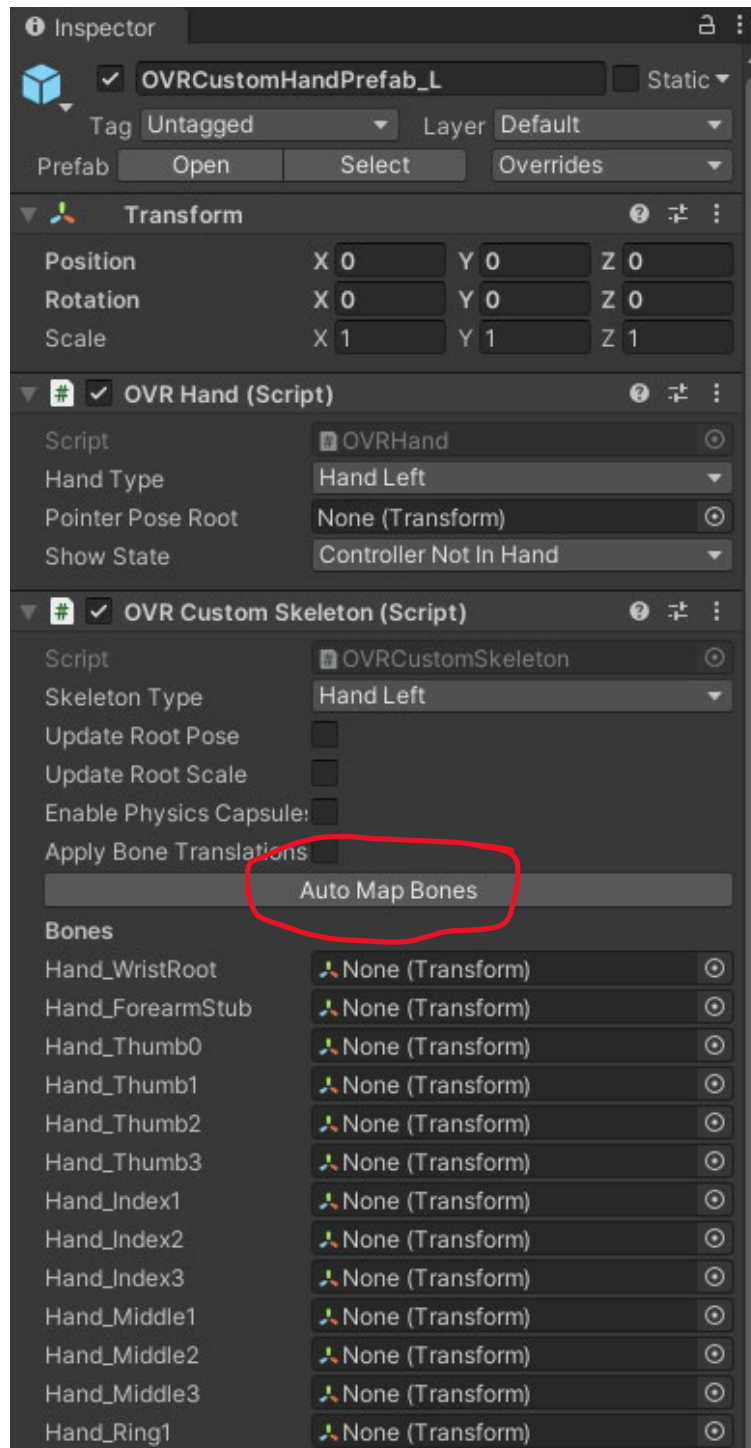 Inspector
OVRCustomHandPrefab_L Static
Tag Untagged Layer Default
Prefab Open Select Overrides
Transform
Position X 0 Y 0 Z 0
Rotation X 0 Y 0 Z 0
Scale X 1 Y 1 Z 1
# OVR Hand (Script)
Script # OVRHand
Hand Type Hand Left
Pointer Pose Root None (Transform)
Show State Controller Not In Hand
# OVR Custom Skeleton (Script)
Script # OVRCustomSkeleton
Skeleton Type Hand Left
Update Root Pose
Update Root Scale
Enable Physics Capsule
Apply Bone Translations
Auto Map Bones
Bones
Hand_WristRoot None (Transform)
Hand_ForearmStub None (Transform)
Hand_Thumb0 None (Transform)
Hand_Thumb1 None (Transform)
Hand_Thumb2 None (Transform)
Hand_Thumb3 None (Transform)
Hand_Index1 None (Transform)
Hand_Index2 None (Transform)
Hand_Index3 None (Transform)
Hand_Middle1 None (Transform)
Hand_Middle2 None (Transform)
Hand_Middle3 None (Transform)
Hand_Ring1 None (Transform)